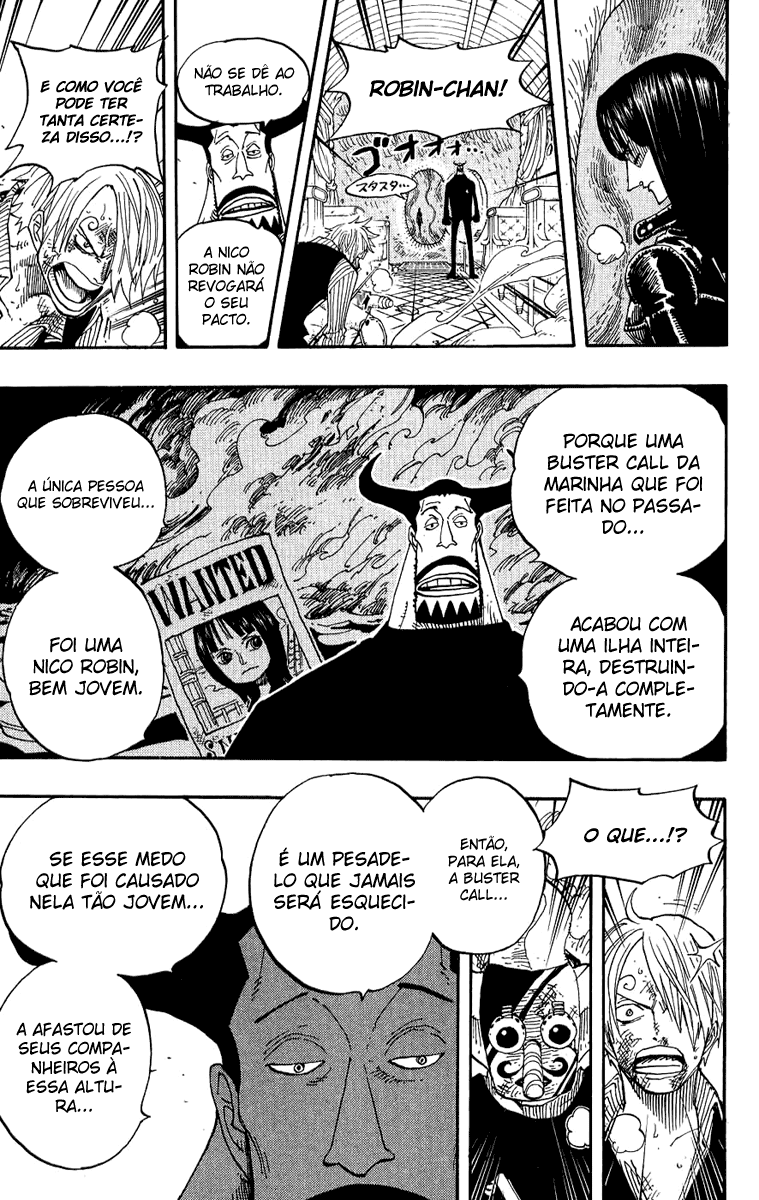 ROBIN-CHAN!
ゴオオオ...
スタスタ...
NÃO SE DÊ AO
TRABALHO.
A NICO
ROBIN NÃO
REVOGARÁ
O SEU
PACTO.
E COMO VOCÊ
PODE TER
TANTA CERTE-
ZA DISSO...!?
PORQUE UMA
BUSTER CALL DA
MARINHA QUE FOI
FEITA NO PASSA-
DO...
ACABOU COM
UMA ILHA INTEI-
RA, DESTRUIN-
DO-A COMPLE-
TAMENTE.
A ÚNICA PESSOA
QUE SOBREVIVEU...
FOI UMA
NICO ROBIN,
BEM JOVEM.
WANTED
O QUE...!?
ENTÃO,
PARA ELA,
A BUSTER
CALL...
É UM PESADE-
LO QUE JAMAIS
SERÁ ESQUECI-
DO.
SE ESSE MEDO
QUE FOI CAUSADO
NELA TÃO JOVEM...
A AFASTOU DE
SEUS COMPA-
NHEIROS À
ESSA ALTU-
RA...